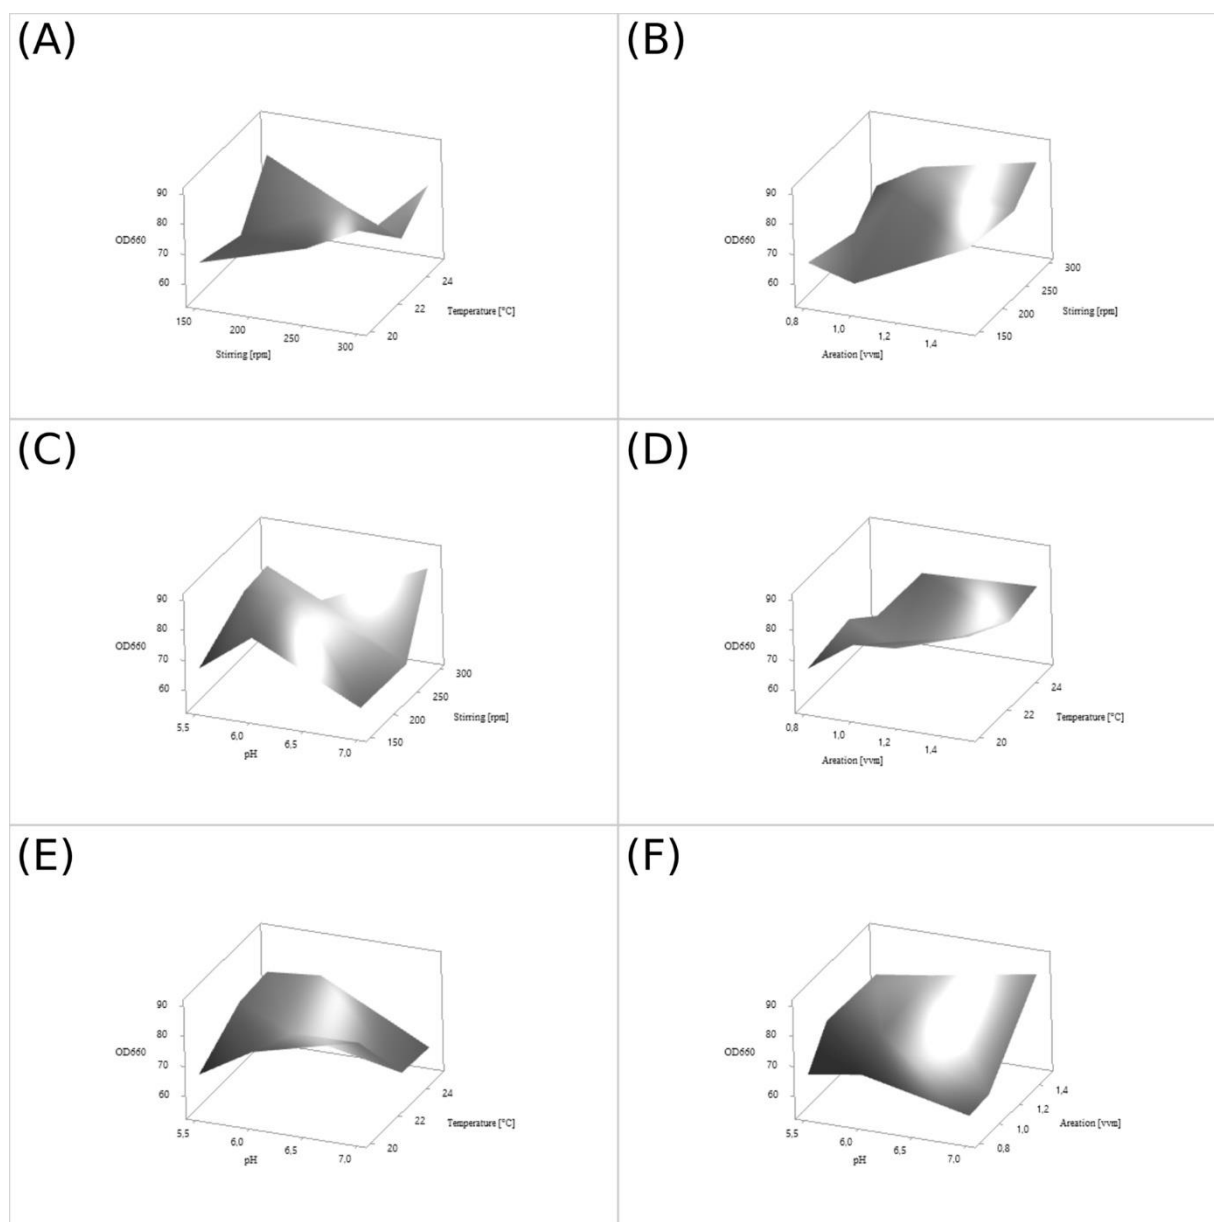 (A)
90
80
OD660
70
60
150
200
250
300
Stirring [rpm]
20
22
24
Temperature [°C]
(B)
90
80
OD660
70
60
0,8
1,0
1,2
1,4
Areation [vvm]
150
200
250
300
Stirring [rpm]
(C)
90
80
OD660
70
60
5,5
6,0
6,5
7,0
pH
150
200
250
300
Stirring [rpm]
(D)
90
80
OD660
70
60
0,8
1,0
1,2
1,4
Areation [vvm]
20
22
24
Temperature [°C]
(E)
90
80
OD660
70
60
5,5
6,0
6,5
7,0
pH
20
22
24
Temperature [°C]
(F)
90
80
OD660
70
60
5,5
6,0
6,5
7,0
pH
0,8
1,0
1,2
1,4
Areation [vvm]